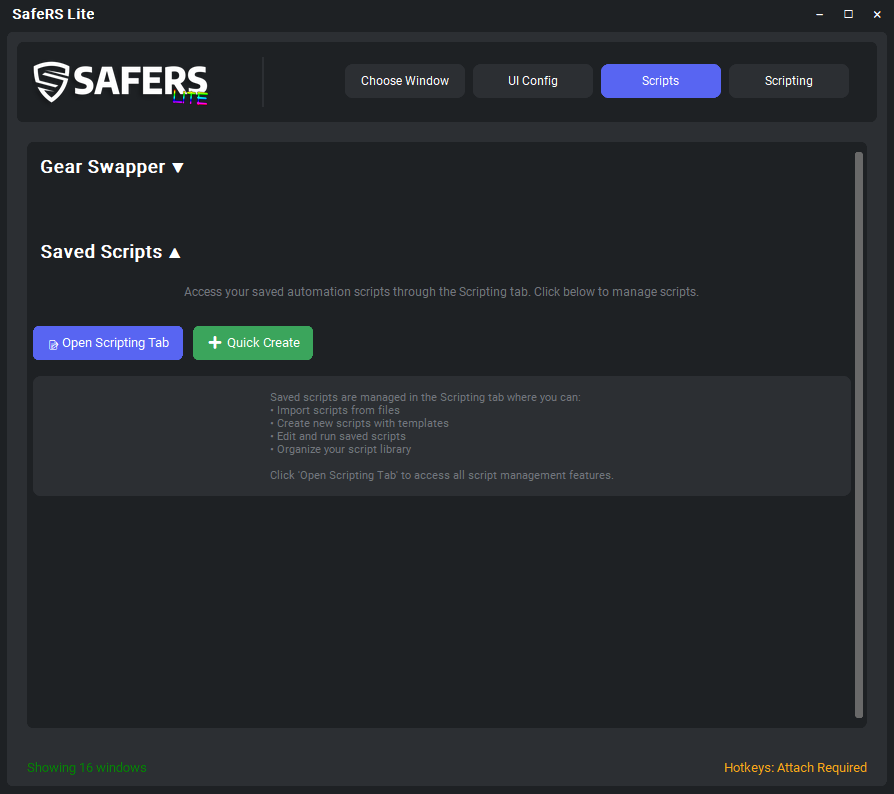 SafeRS Lite
SAFERS
LITE
Choose Window
UI Config
Scripts
Scripting
Gear Swapper ▼
Saved Scripts ▲
Access your saved automation scripts through the Scripting tab. Click below to manage scripts.
Open Scripting Tab
Quick Create
Saved scripts are managed in the Scripting tab where you can:
• Import scripts from files
• Create new scripts with templates
• Edit and run saved scripts
• Organize your script library
Click 'Open Scripting Tab' to access all script management features.
Showing 16 windows
Hotkeys: Attach Required